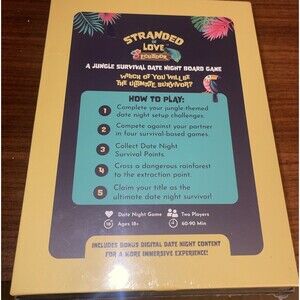 STRANDED
IN
LOVE
ECUADOR
A JUNGLE SURVIVAL DATE NIGHT BOARD GAME
WHICH OF YOU WILL BE
THE ULTIMATE SURVIVOR?
HOW TO PLAY:
1 Complete your jungle themed
date night setup challenges.
2 Compete against your partner
in four survival-based games.
3 Collect Date Night
Survival Points.
4 Cross a dangerous rainforest
to the extraction point.
5 Claim your title as the
ultimate date night survivor!
Date Night Game
Two Players
18 Ages 18+
60-90 Min
INCLUDES BONUS DIGITAL DATE NIGHT CONTENT
FOR A MORE IMMERSIVE EXPERIENCE!